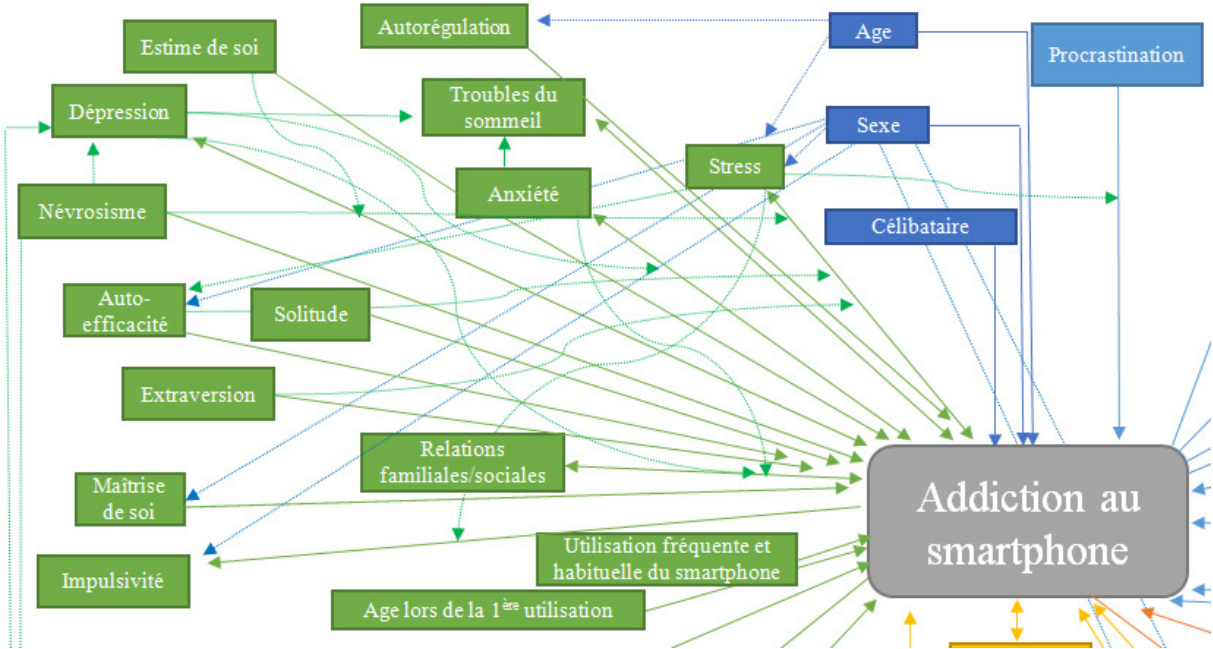 Autorégulation
Age
Estime de soi
Procrastination
Dépression
Troubles du
sommeil
Sexe
Stress
Névrosisme
Anxiété
Célibataire
Auto-
efficacité
Solitude
Extraversion
Relations
familiales/sociales
Maîtrise
de soi
Addiction au
smartphone
Utilisation fréquente et
habituelle du smartphone
Impulsivité
Age lors de la 1ère utilisation